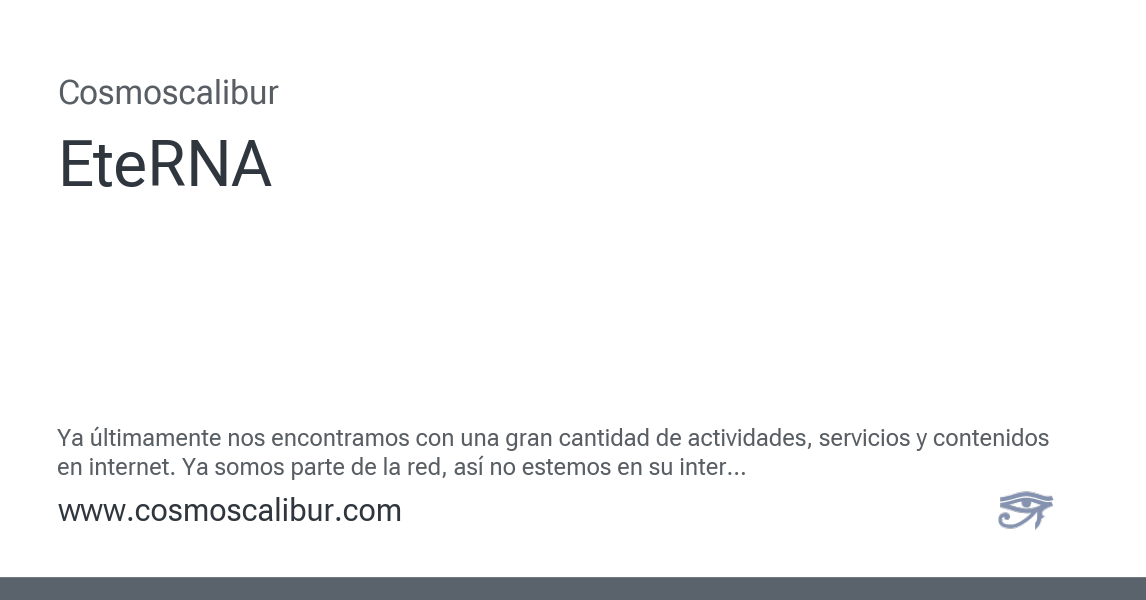 Cosmoscalibur
EteRNA
Ya últimamente nos encontramos con una gran cantidad de actividades, servicios y contenidos
en internet. Ya somos parte de la red, así no estemos en su inter...
www.cosmoscalibur.com